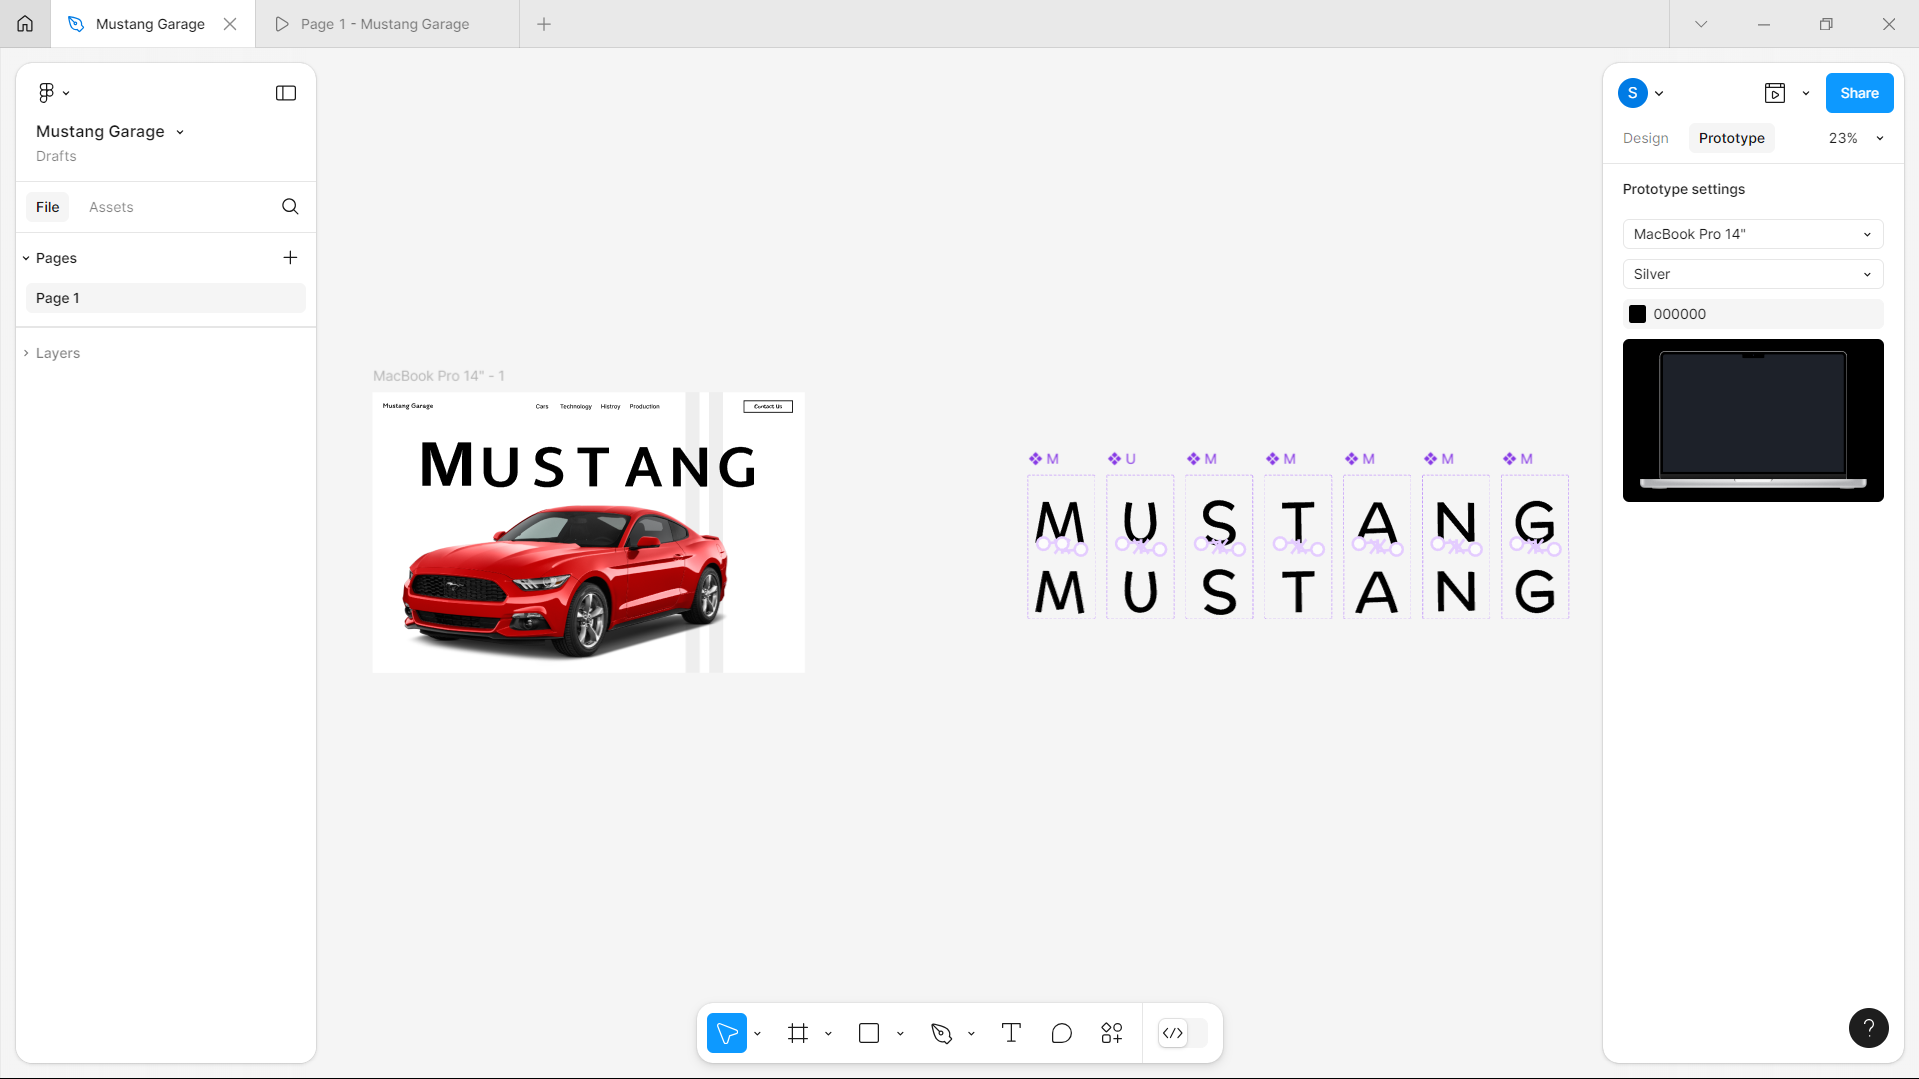 Mustang Garage
Page 1 - Mustang Garage
Mustang Garage
Drafts
File
Assets
Pages
Page 1
Layers
MacBook Pro 14" - 1
Mustang Garage
Cars
Technology
Histroy
Production
Contact Us
MUSTANG
M
U
M
M
M
M
M
M U S T A N G
M U S T A N G
S
Share
Design
Prototype
23%
Prototype settings
MacBook Pro 14"
Silver
000000
T
</>
?